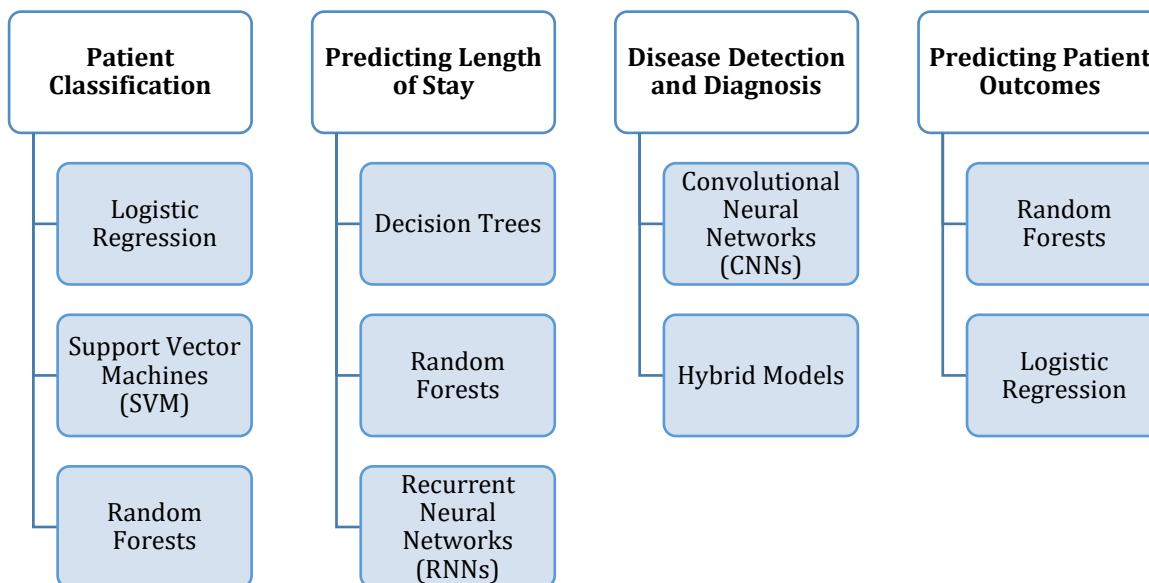 Patient
Classification
Logistic
Regression
Support Vector
Machines
(SVM)
Random
Forests
Predicting Length
of Stay
Decision Trees
Random
Forests
Recurrent
Neural
Networks
(RNNs)
Disease Detection
and Diagnosis
Convolutional
Neural
Networks
(CNNs)
Hybrid Models
Predicting Patient
Outcomes
Random
Forests
Logistic
Regression